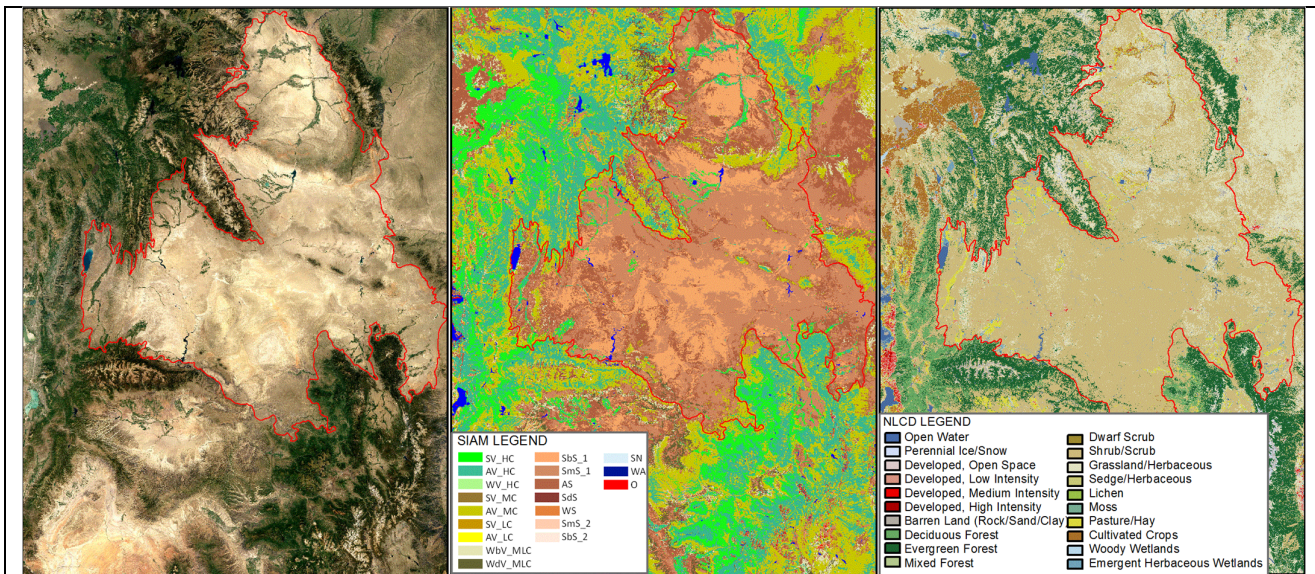 SIAM LEGEND
SV_HC
AV_HC
WV_HC
SV_MC
AV_MC
SV_LC
AV_LC
WbV_MLC
WdV_MLC
SbS_1
SmS_1
AS
SdS
WS
SmS_2
SbS_2
SN
WA
O
NLCD LEGEND
Open Water
Perennial Ice/Snow
Developed, Open Space
Developed, Low Intensity
Developed, Medium Intensity
Developed, High Intensity
Barren Land (Rock/Sand/Clay)
Deciduous Forest
Evergreen Forest
Mixed Forest
Dwarf Scrub
Shrub/Scrub
Grassland/Herbaceous
Sedge/Herbaceous
Lichen
Moss
Pasture/Hay
Cultivated Crops
Woody Wetlands
Emergent Herbaceous Wetlands